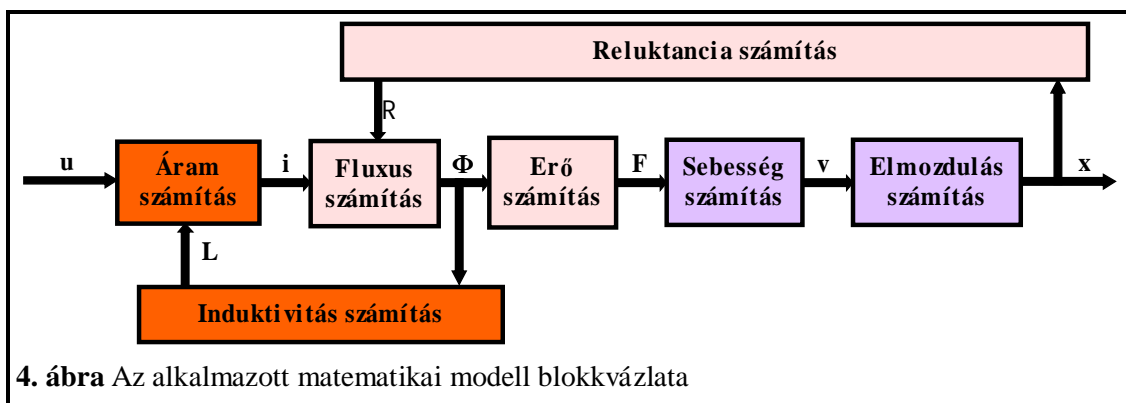 Reluktancia számítás
R
u
Áram
számítás
i
Fluxus
számítás
Φ
Erő
számítás
F
Sebesség
számítás
v
Elmozdulás
számítás
x
L
Induktivitás számítás
4. ábra Az alkalmazott matematikai modell blokkvázlata